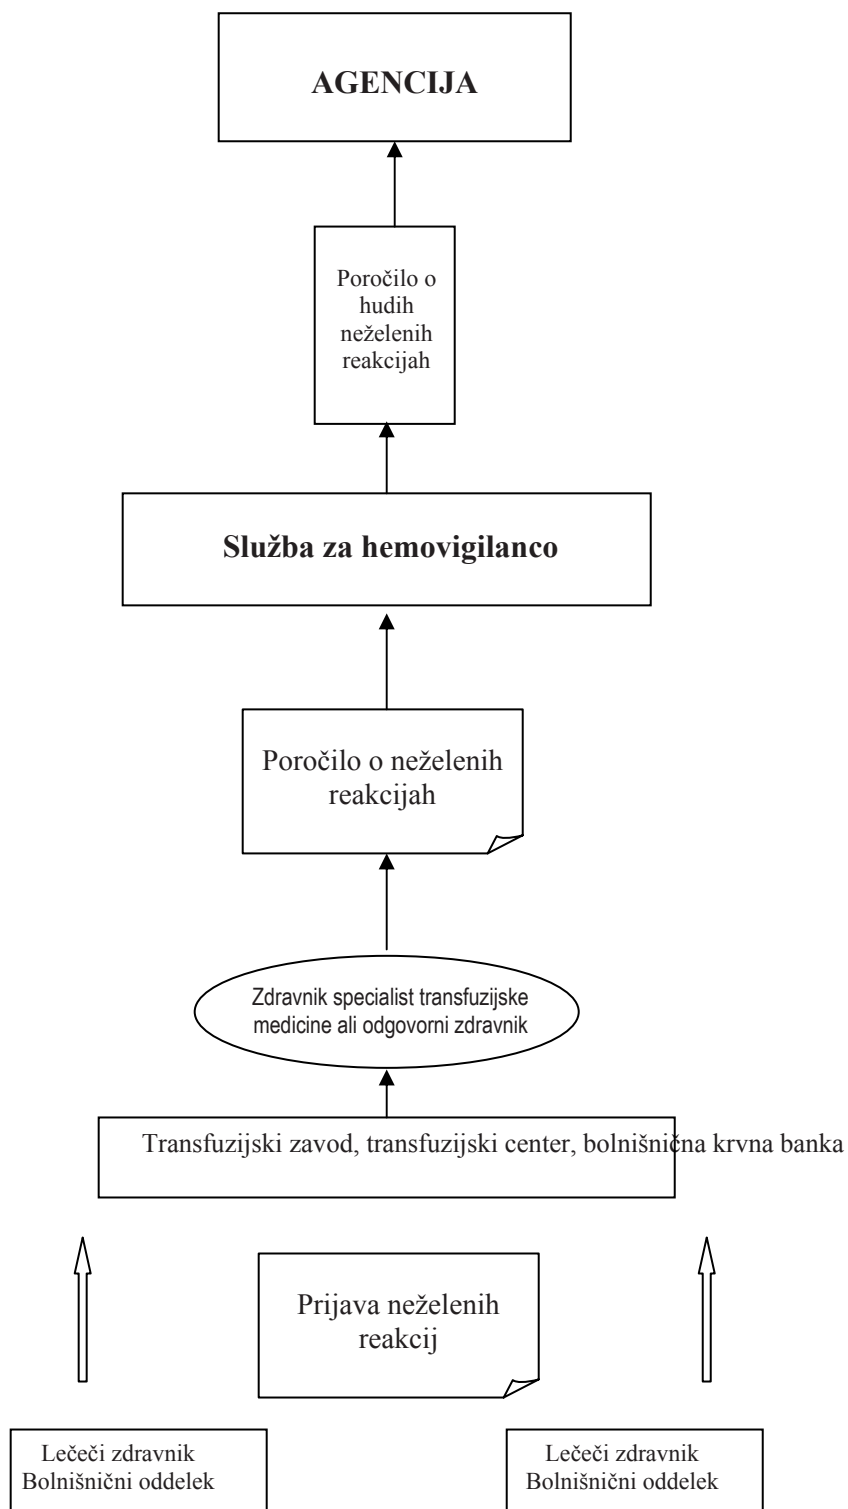 AGENCIJA
Poročilo o
hudih
neželenih
reakcijah
Služba za hemovigilanco
Poročilo o neželenih
reakcijah
Zdravnik specialist transfuzijske
medicine ali odgovorni zdravnik
Transfuzijski zavod, transfuzijski center, bolnišnična krvna banka
Prijava neželenih
reakcij
Lečeči zdravnik
Bolnišnični oddelek
Lečeči zdravnik
Bolnišnični oddelek